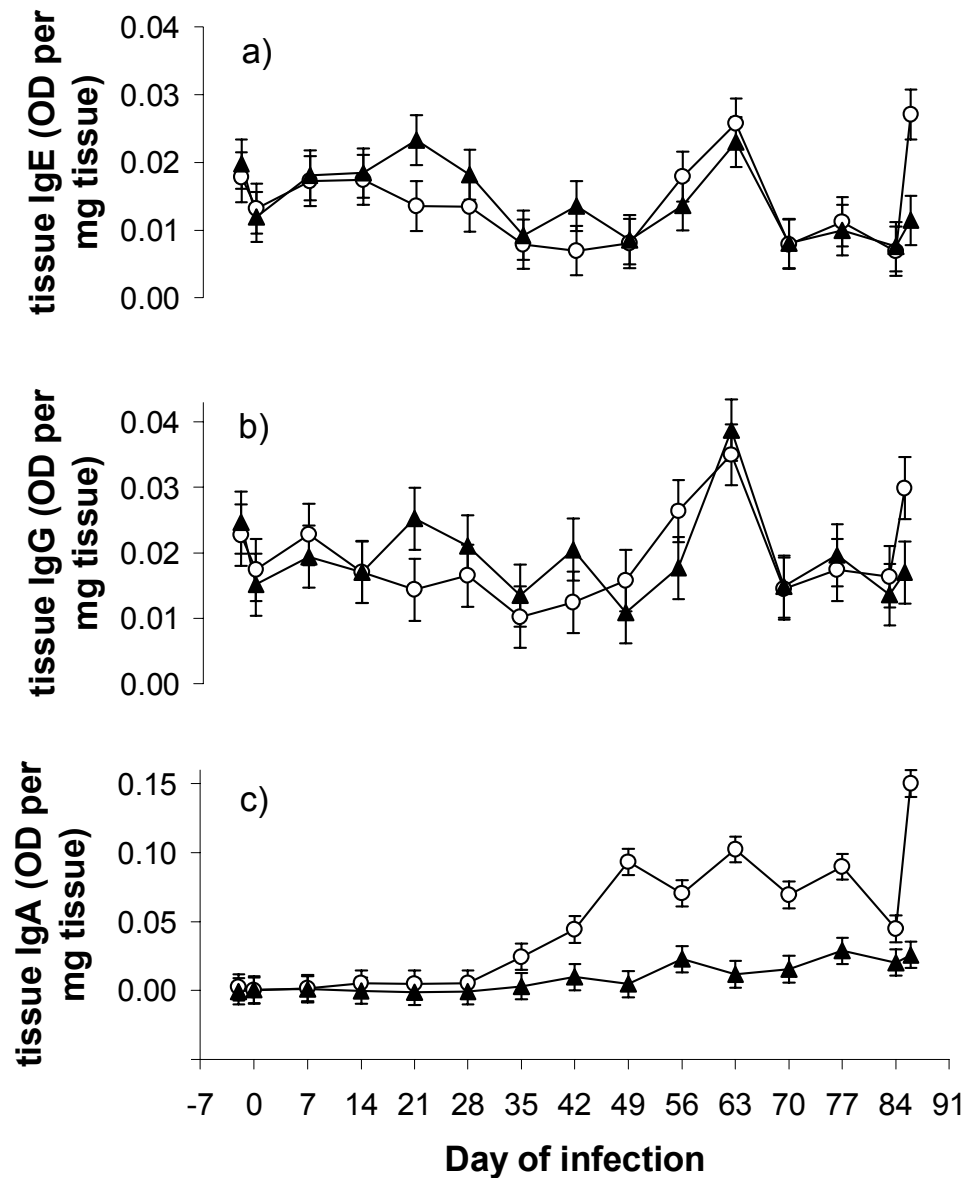 tissue IgE (OD per
mg tissue)
0.04
0.03
0.02
0.01
0.00
a)
tissue IgG (OD per
mg tissue)
0.04
0.03
0.02
0.01
0.00
b)
tissue IgA (OD per
mg tissue)
0.15
0.10
0.05
0.00
c)
-7 0 7 14 21 28 35 42 49 56 63 70 77 84 91
Day of infection